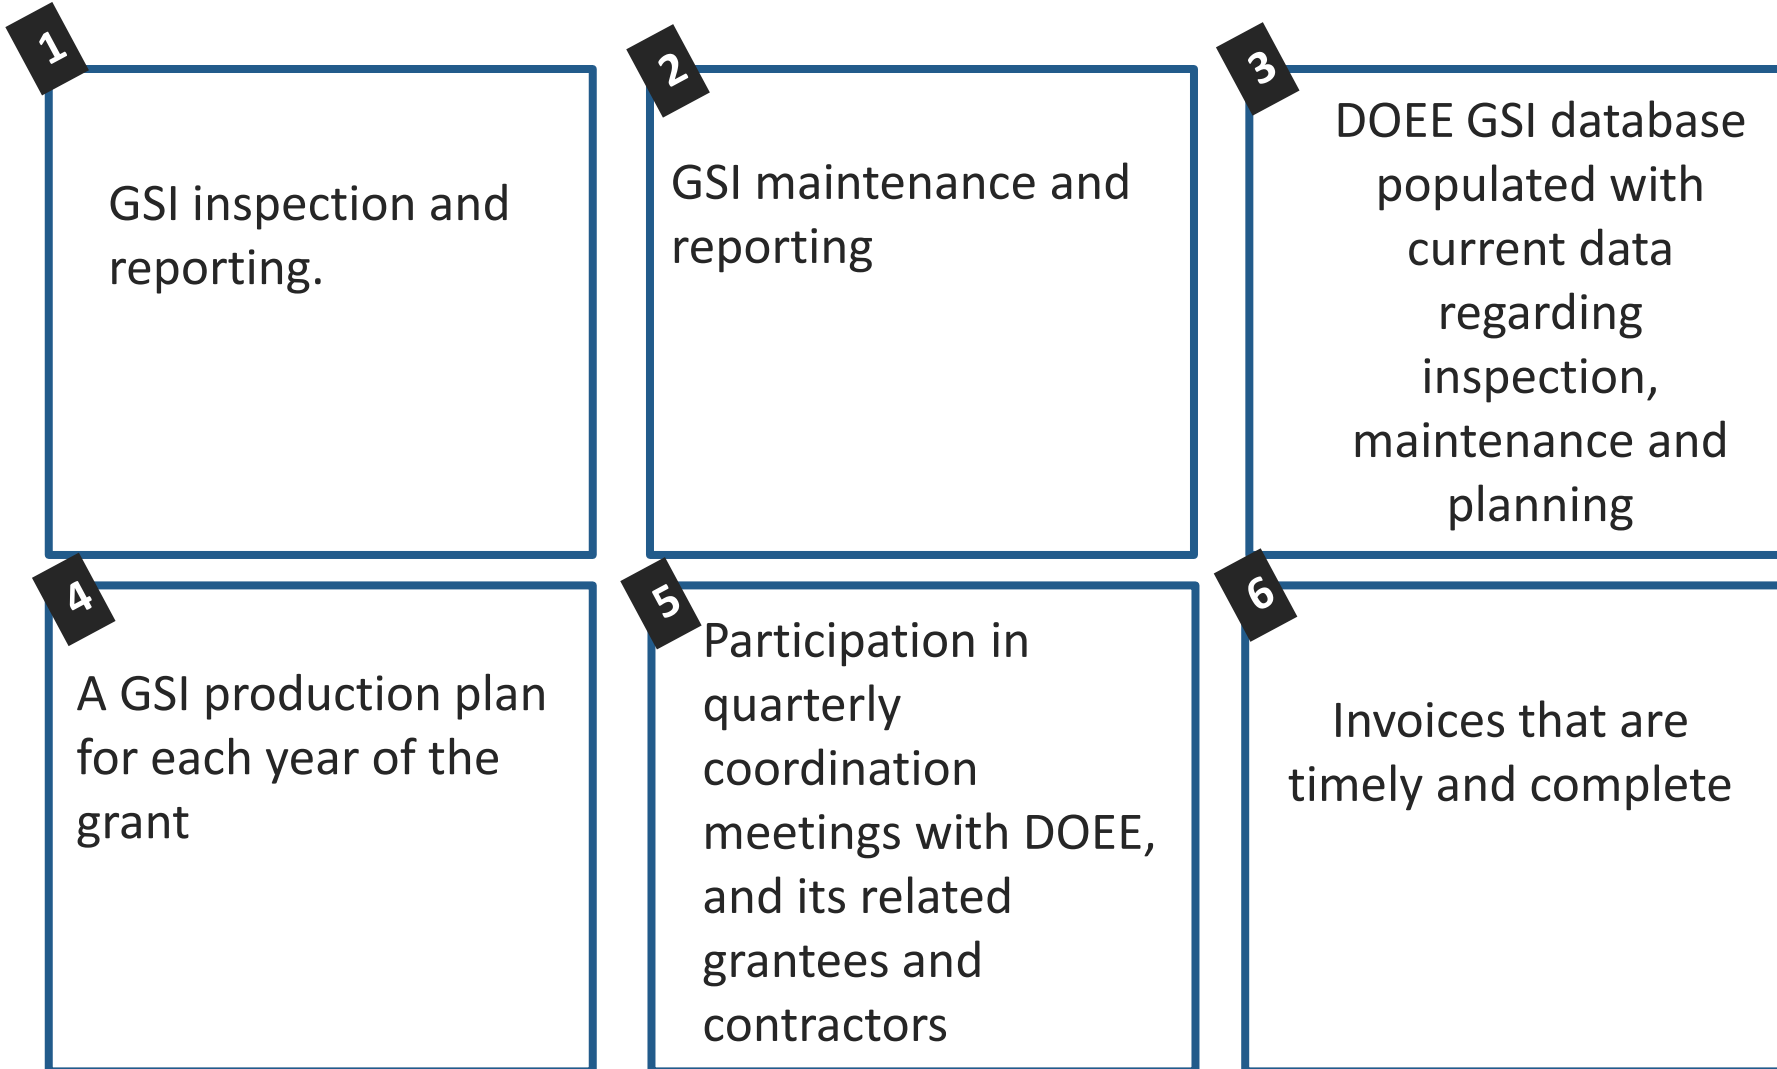 1
GSI inspection and
reporting.
2
GSI maintenance and
reporting
3
DOEE GSI database
populated with
current data
regarding
inspection,
maintenance and
planning
4
A GSI production plan
for each year of the
grant
5
Participation in
quarterly
coordination
meetings with DOEE,
and its related
grantees and
contractors
6
Invoices that are
timely and complete